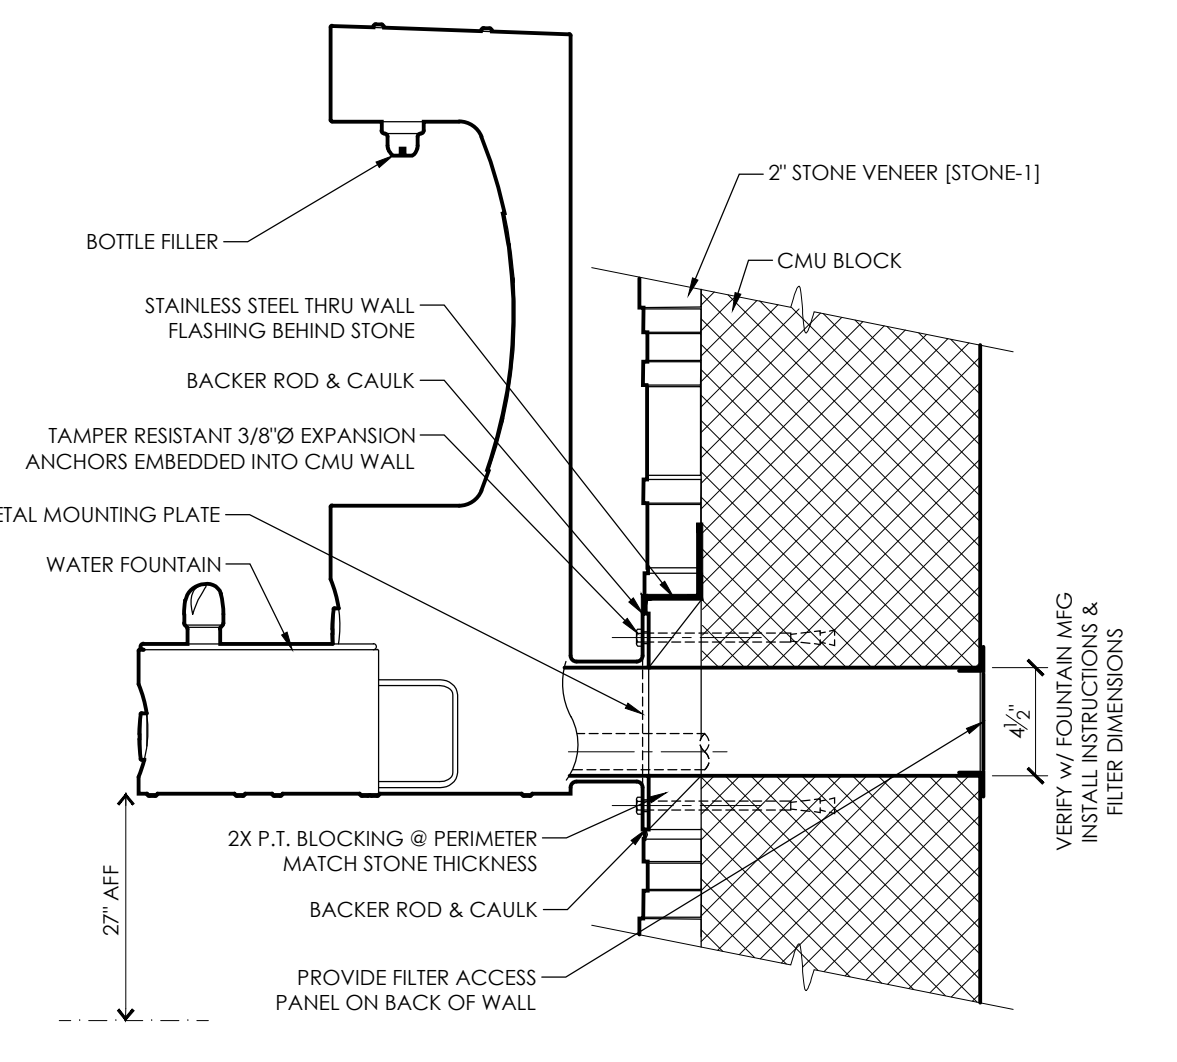 2" STONE VENEER [STONE-1]
BOTTLE FILLER
CMU BLOCK
STAINLESS STEEL THRU WALL
FLASHING BEHIND STONE
BACKER ROD & CAULK
TAMPER RESISTANT 3/8"Ø EXPANSION
ANCHORS EMBEDDED INTO CMU WALL
ETAL MOUNTING PLATE
WATER FOUNTAIN
4½"
VERIFY w/ FOUNTAIN MFG
INSTALL INSTRUCTIONS &
FILTER DIMENSIONS
2X P.T. BLOCKING @ PERIMETER
MATCH STONE THICKNESS
27" AFF
BACKER ROD & CAULK
PROVIDE FILTER ACCESS
PANEL ON BACK OF WALL